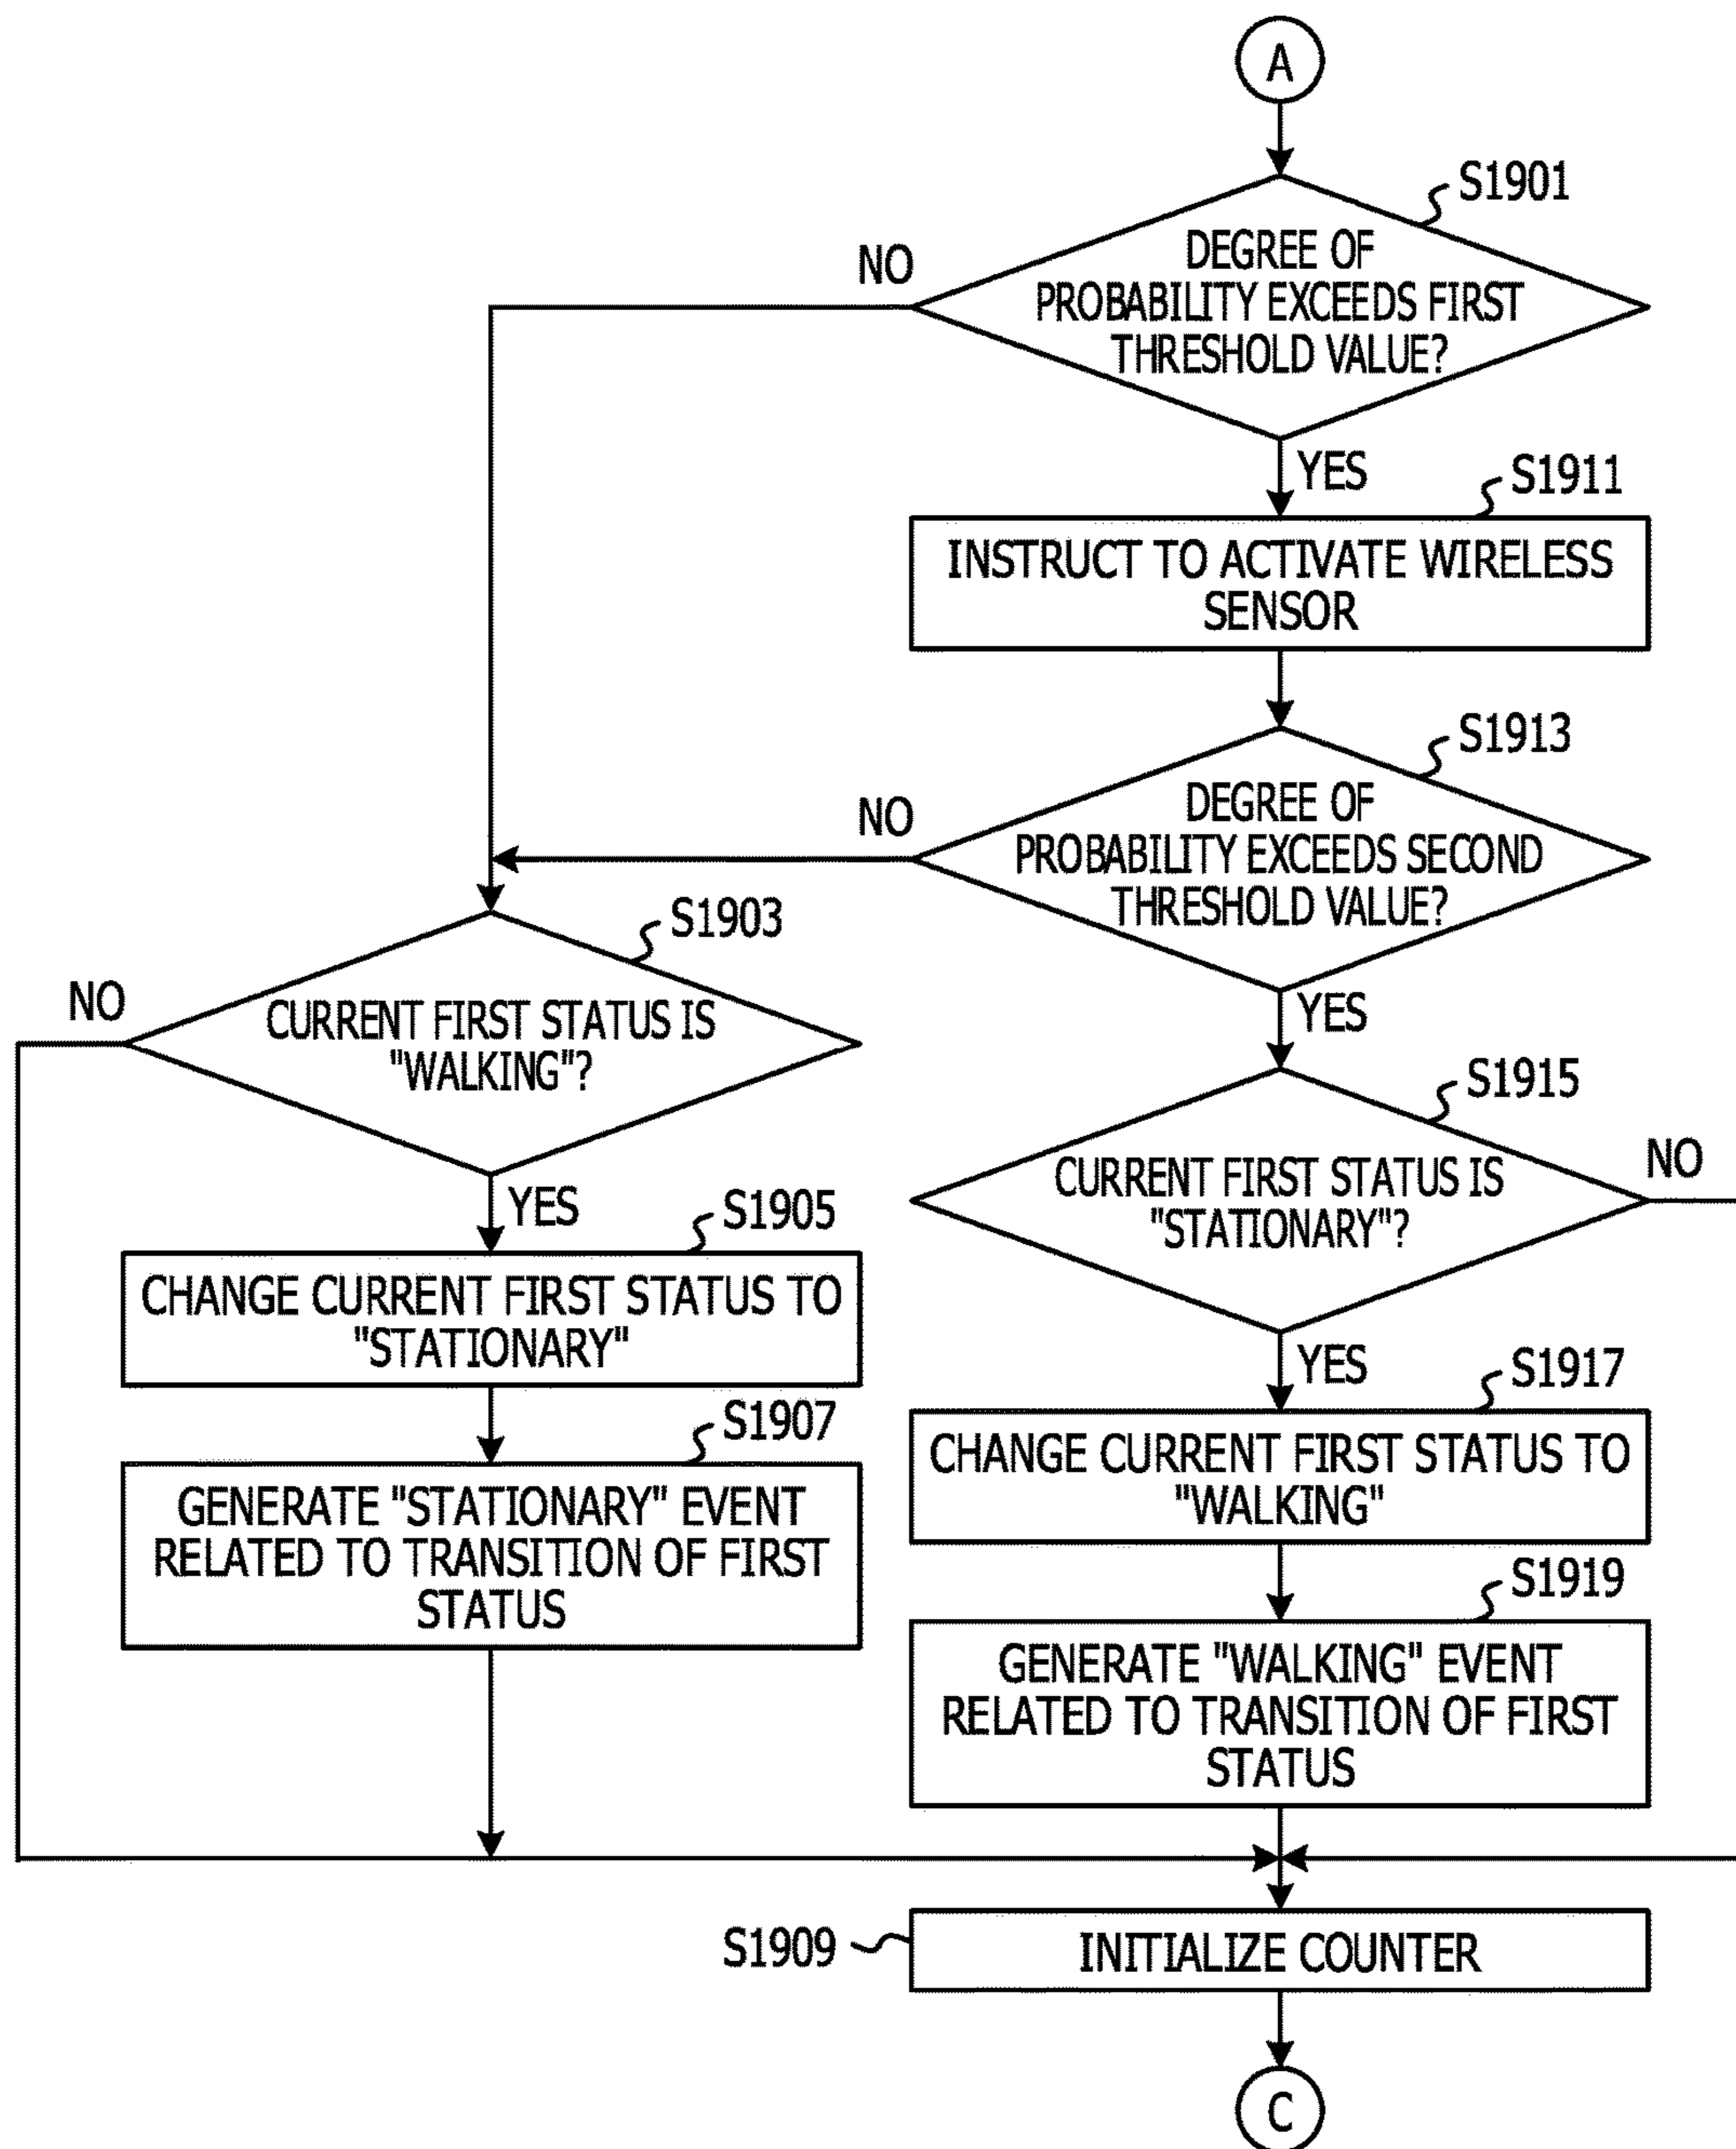 A
S1901
NO
DEGREE OF
PROBABILITY EXCEEDS FIRST
THRESHOLD VALUE?
YES
S1911
INSTRUCT TO ACTIVATE WIRELESS
SENSOR
S1913
NO
DEGREE OF
PROBABILITY EXCEEDS SECOND
THRESHOLD VALUE?
YES
S1903
NO
CURRENT FIRST STATUS IS
"WALKING"?
YES
S1905
CHANGE CURRENT FIRST STATUS TO
"STATIONARY"
S1907
GENERATE "STATIONARY" EVENT
RELATED TO TRANSITION OF FIRST
STATUS
S1915
NO
CURRENT FIRST STATUS IS
"STATIONARY"?
YES
S1917
CHANGE CURRENT FIRST STATUS TO
"WALKING"
S1919
GENERATE "WALKING" EVENT
RELATED TO TRANSITION OF FIRST
STATUS
S1909
INITIALIZE COUNTER
C